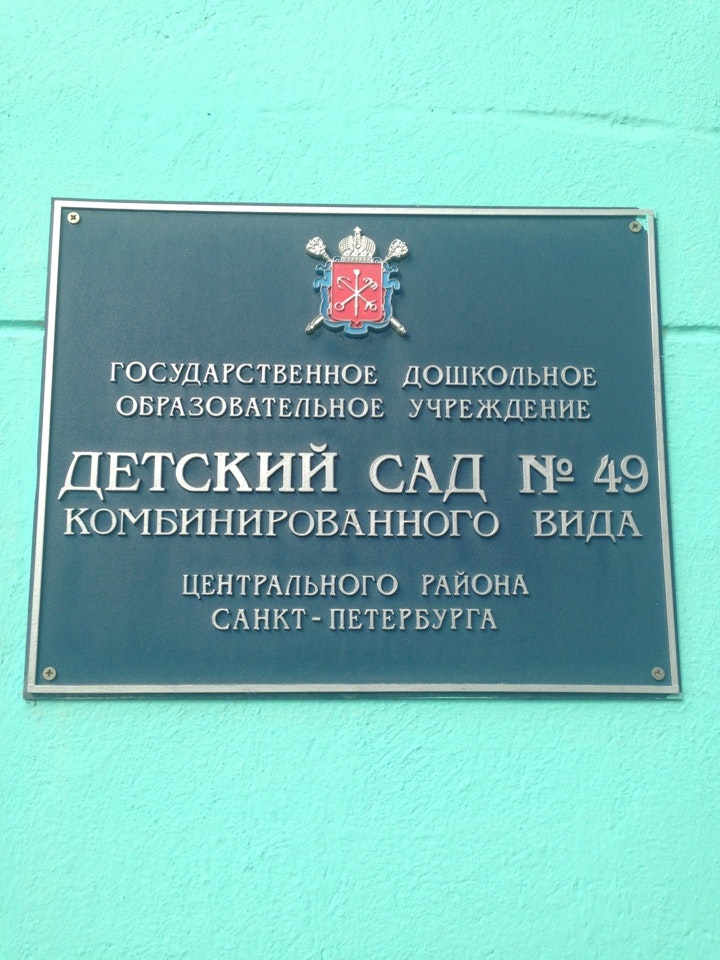 ГОСУДАРСТВЕННОЕ ДОШКОЛЬНОЕ
ОБРАЗОВАТЕЛЬНОЕ УЧРЕЖДЕНИЕ
ДЕТСКИЙ САД № 49
КОМБИНИРОВАННОГО ВИДА
ЦЕНТРАЛЬНОГО РАЙОНА
САНКТ-ПЕТЕРБУРГА